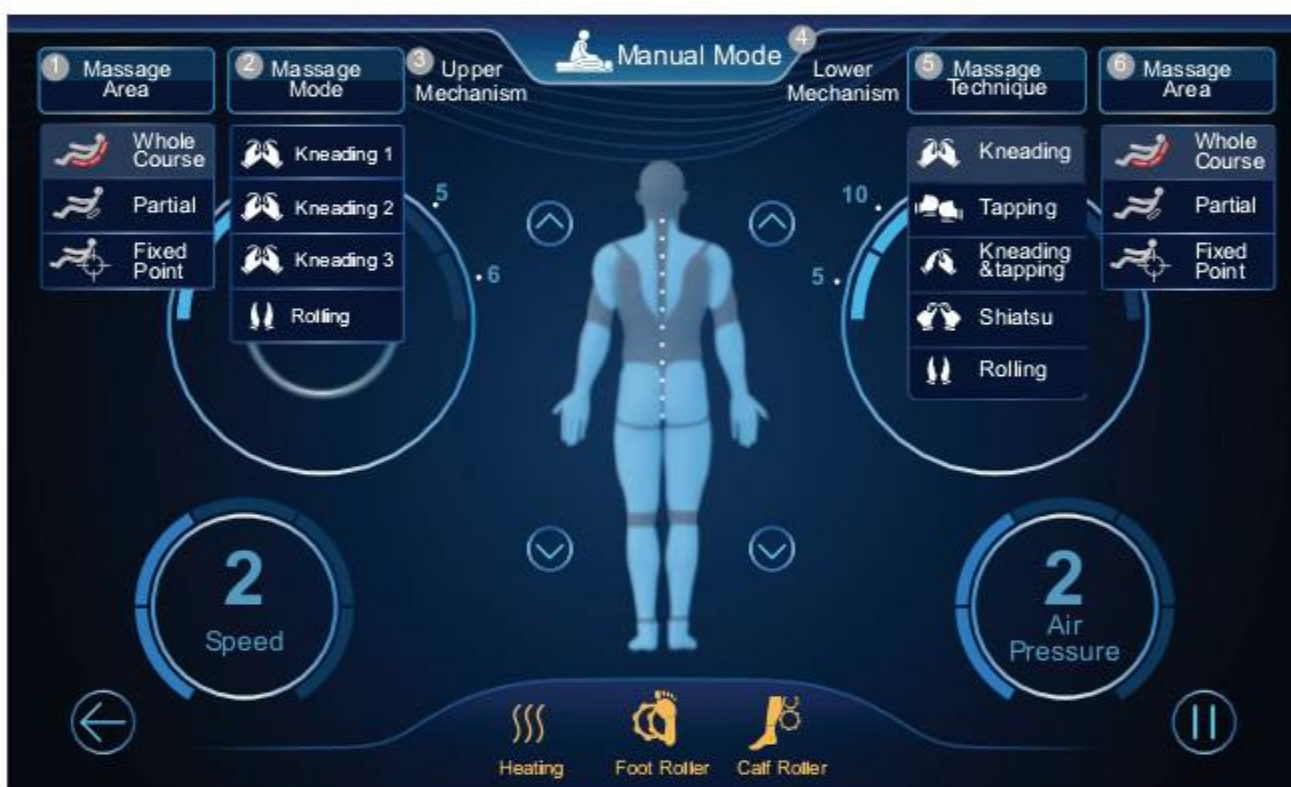 Manual Mode
1 Massage
Area
2 Massage
Mode
3 Upper
Mechanism
4 Lower
Mechanism
5 Massage
Technique
6 Massage
Area
Whole
Course
Partial
Fixed
Point
Kneading 1
Kneading 2
Kneading 3
Rolling
5
6
10
5
Kneading
Tapping
Kneading
&tapping
Shiatsu
Rolling
Whole
Course
Partial
Fixed
Point
2
Speed
2
Air
Pressure
Heating
Foot Roller
Calf Roller